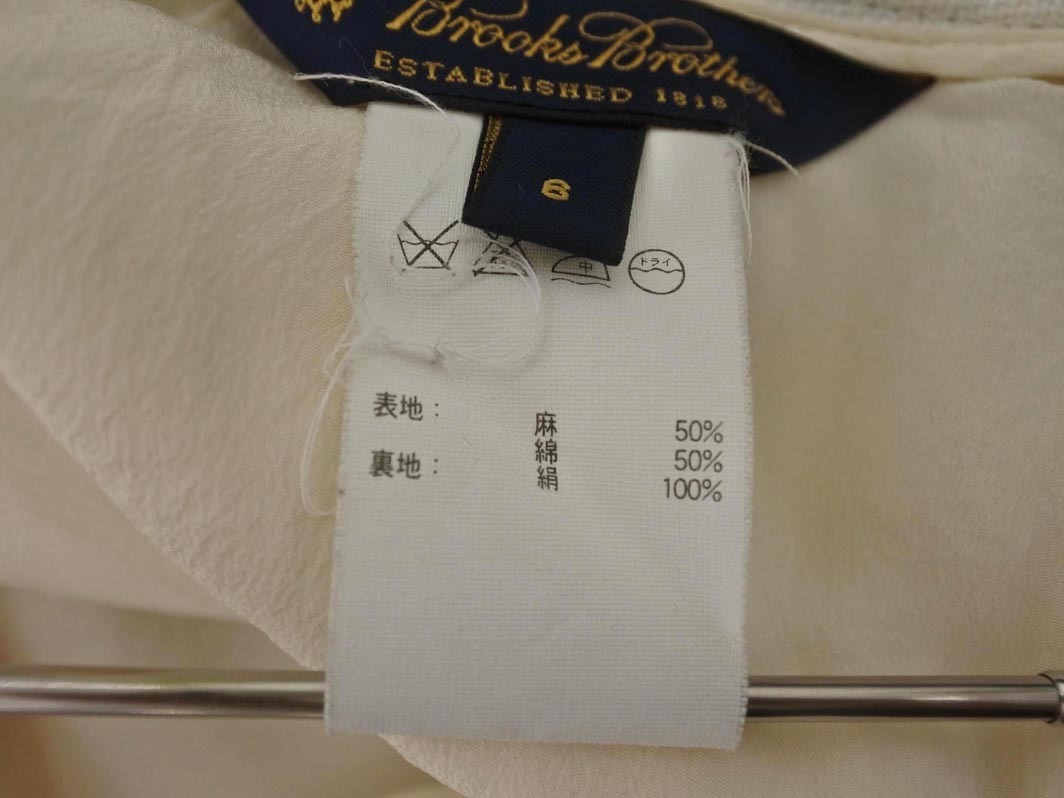 Brooks Brothers
ESTABLISHED 1818
6
中 ドライ
表地： 麻 50%
綿 50%
裏地： 絹 100%